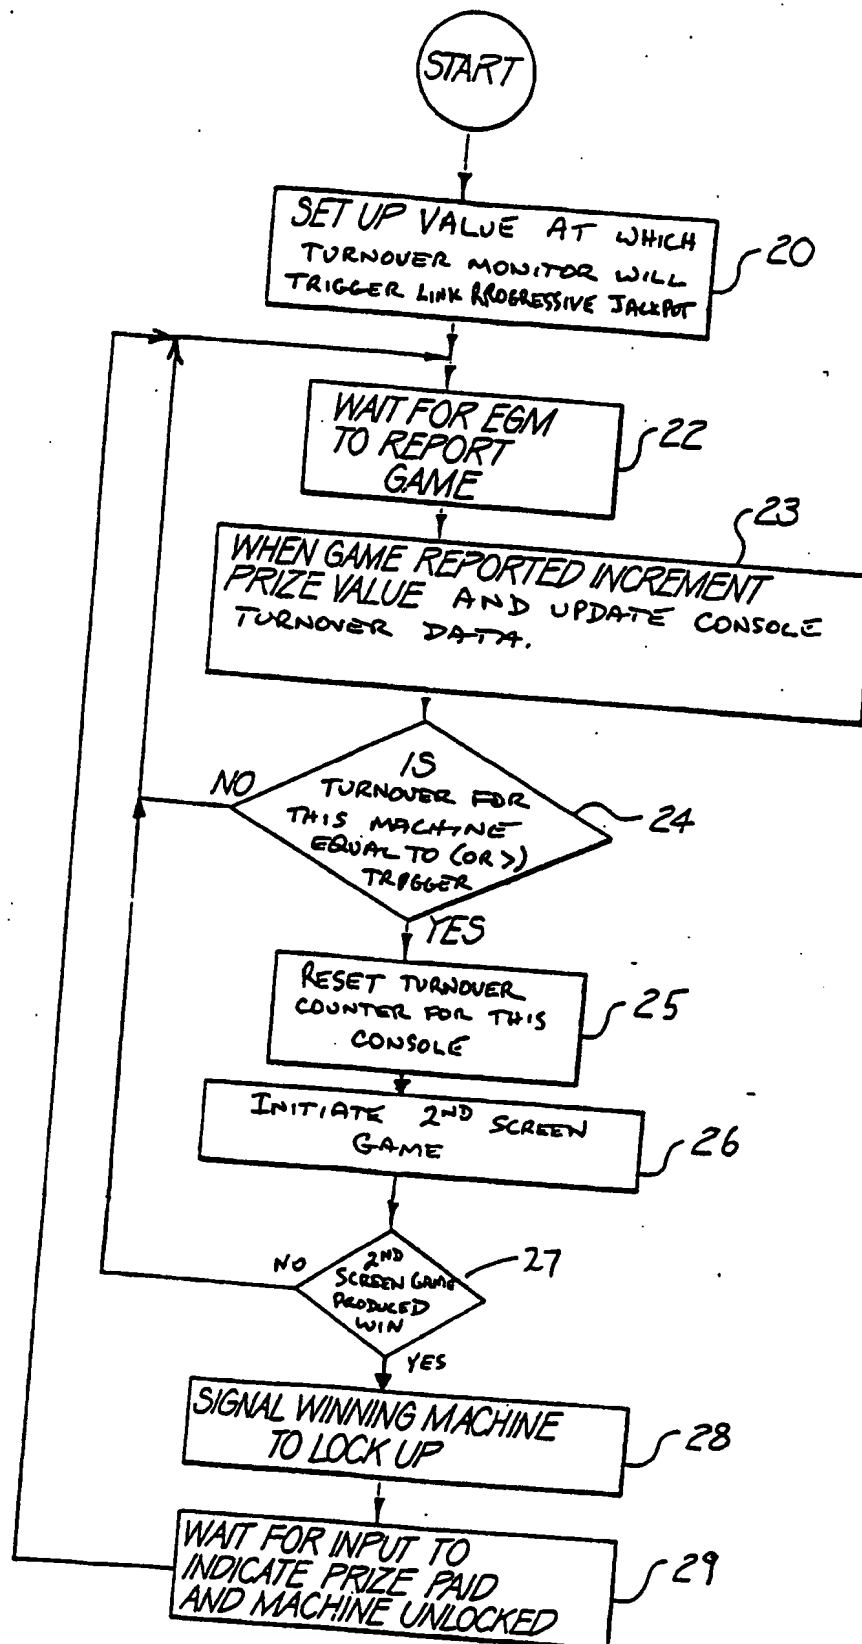 START
SET UP VALUE AT WHICH
TURNOVER MONITOR WILL
TRIGGER LINK PROGRESSIVE JACKPOT
20
WAIT FOR EGM
TO REPORT
GAME
22
23
WHEN GAME REPORTED INCREMENT
PRIZE VALUE AND UPDATE CONSOLE
TURNOVER DATA.
NO
IS
TURNOVER FOR
THIS MACHINE
EQUAL TO (OR >)
TRIGGER
24
YES
RESET TURNOVER
COUNTER FOR THIS
CONSOLE
25
INITIATE 2ND SCREEN
GAME
26
NO
2ND
SCREEN GAME
PRODUCED
WIN
27
YES
SIGNAL WINNING MACHINE
TO LOCK UP
28
WAIT FOR INPUT TO
INDICATE PRIZE PAID
AND MACHINE UNLOCKED
29